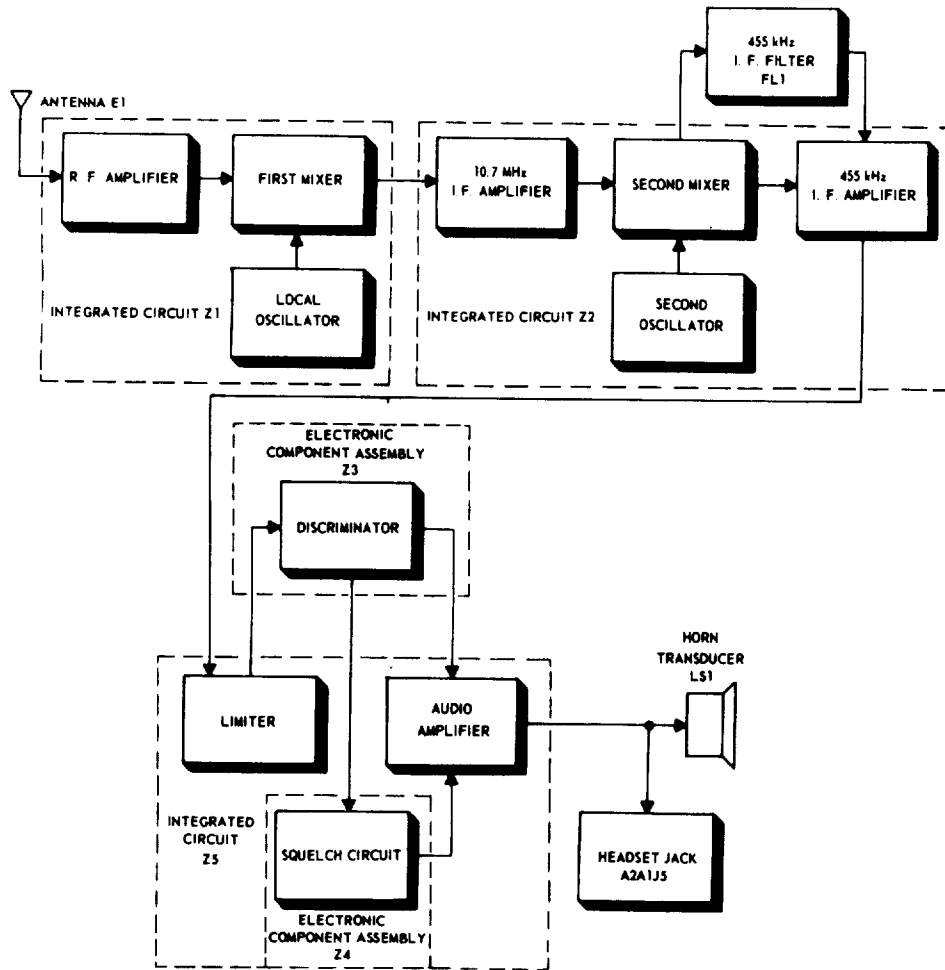 455 kHz
I. F. FILTER
FL1
ANTENNA E1
R. F. AMPLIFIER
FIRST MIXER
10.7 MHz
I.F. AMPLIFIER
SECOND MIXER
455 kHz
I. F. AMPLIFIER
LOCAL
OSCILLATOR
INTEGRATED CIRCUIT Z1
SECOND
OSCILLATOR
INTEGRATED CIRCUIT Z2
ELECTRONIC
COMPONENT ASSEMBLY
Z3
DISCRIMINATOR
HORN
TRANSDUCER
LS1
LIMITER
AUDIO
AMPLIFIER
INTEGRATED
CIRCUIT
Z5
SQUELCH CIRCUIT
HEADSET JACK
A2A1J5
ELECTRONIC
COMPONENT ASSEMBLY
Z4